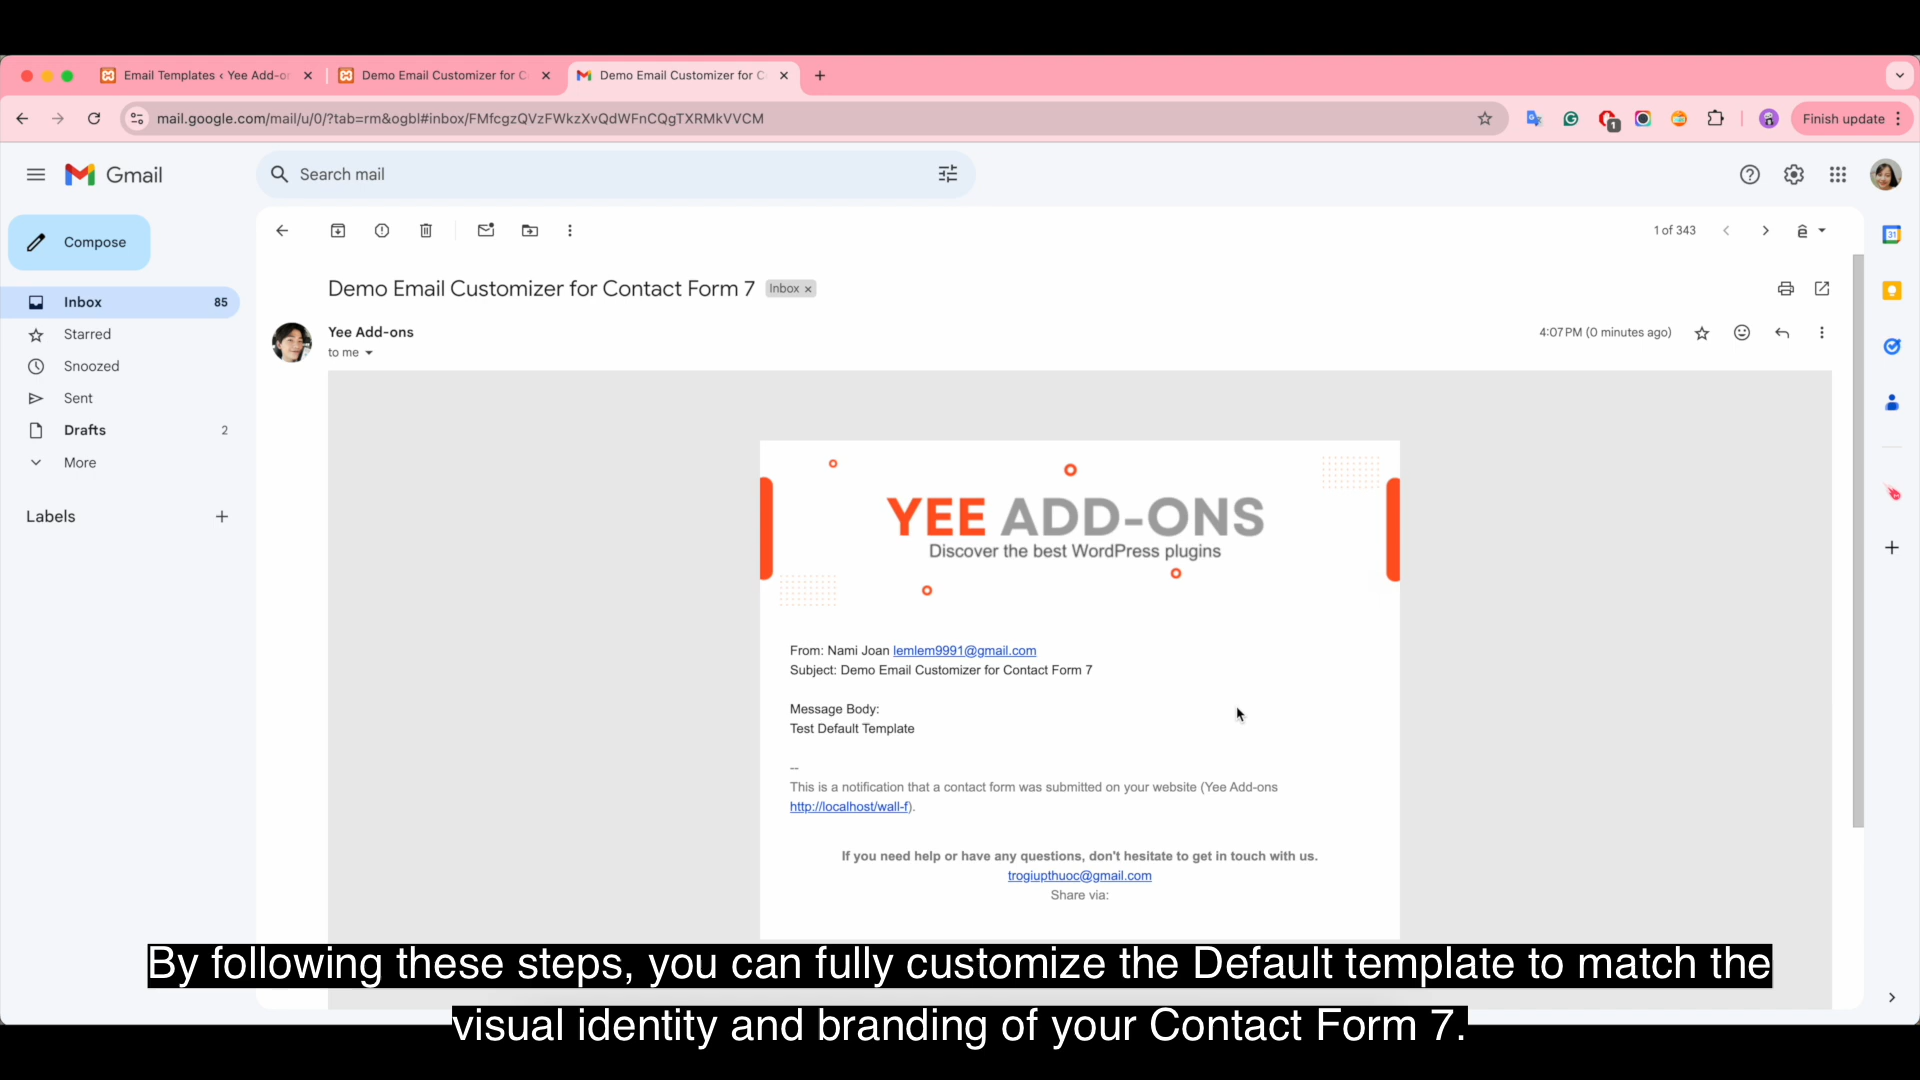 Email Templates ‹ Yee Add-o
Demo Email Customizer for C
Demo Email Customizer for C
mail.google.com/mail/u/0/?tab=rm&ogbl#inbox/FMfcgzQVzFWkzXvQdWFnCQgTXRMkVVCM
1
Finish update
Gmail
Search mail
Compose
1 of 343
31
Inbox 85
Starred
Snoozed
Sent
Drafts 2
More
Labels
Demo Email Customizer for Contact Form 7 Inbox ×
Yee Add-ons
4:07 PM (0 minutes ago)
to me
YEE ADD-ONS
Discover the best WordPress plugins
From: Nami Joan lemlem9991@gmail.com
Subject: Demo Email Customizer for Contact Form 7
Message Body:
Test Default Template
--
This is a notification that a contact form was submitted on your website (Yee Add-ons
http://localhost/wall-f).
If you need help or have any questions, don't hesitate to get in touch with us.
trogiupthuoc@gmail.com
Share via:
By following these steps, you can fully customize the Default template to match the
visual identity and branding of your Contact Form 7.